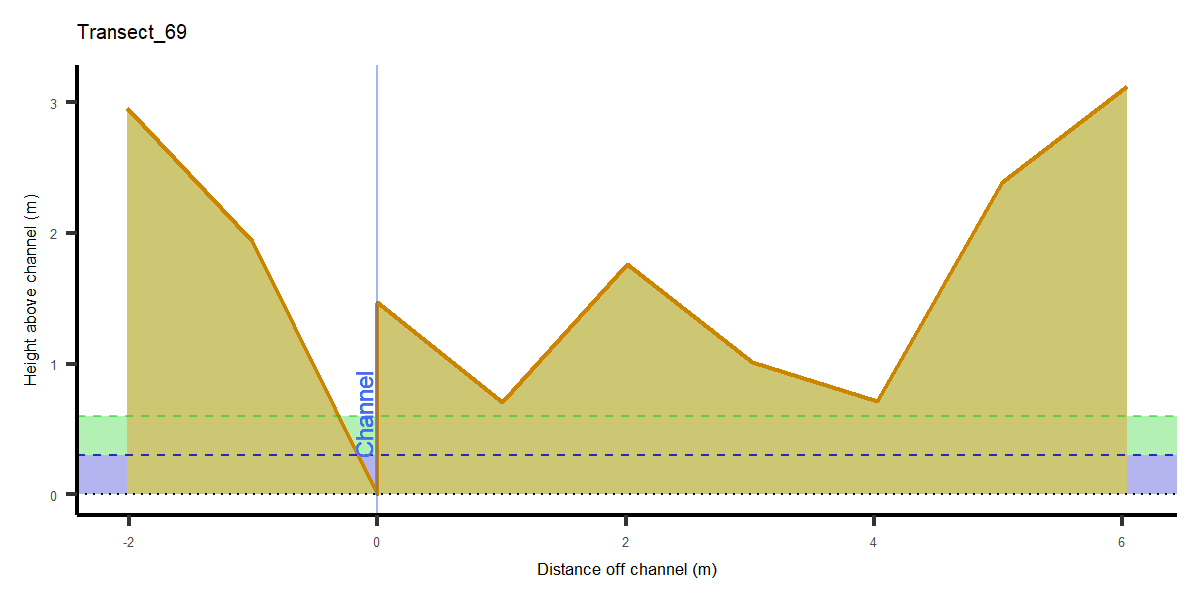 Transect_69
Height above channel (m)
3
2
1
0
Channel
-2
0
2
4
6
Distance off channel (m)